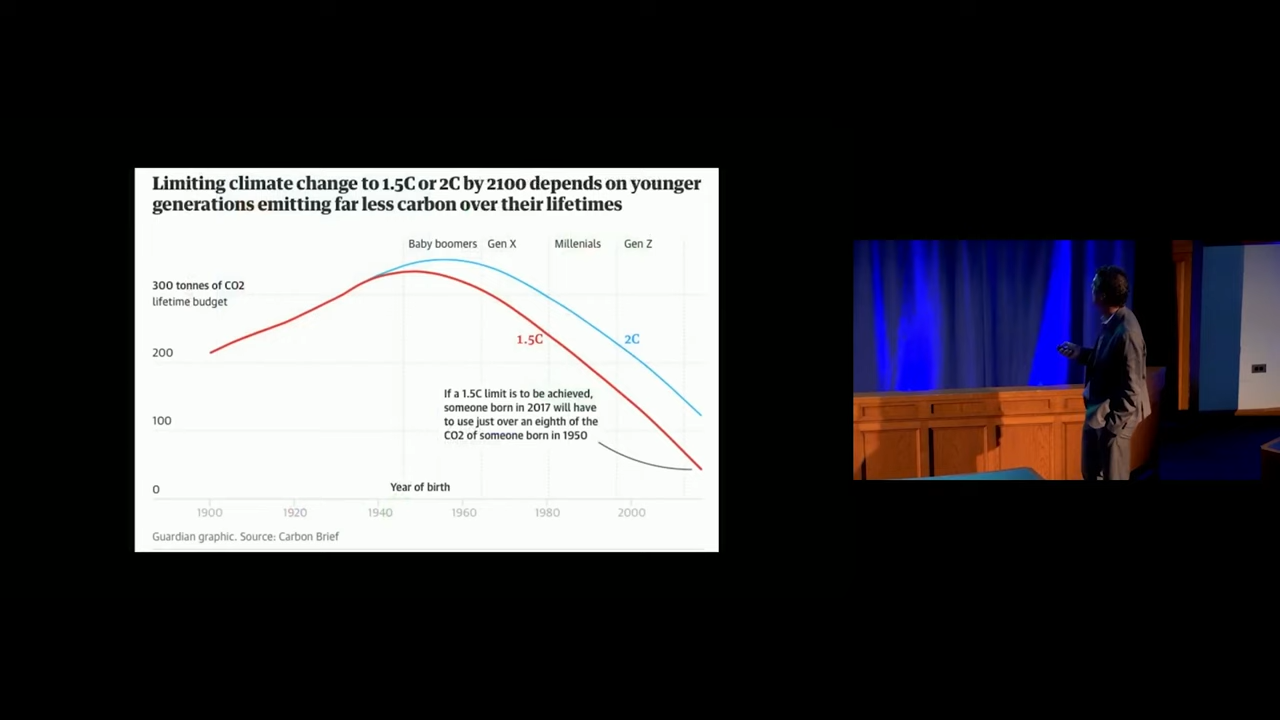 Limiting climate change to 1.5C or 2C by 2100 depends on younger
generations emitting far less carbon over their lifetimes
Baby boomers Gen X Millenials Gen Z
300 tonnes of CO2
lifetime budget
1.5C
2C
200
If a 1.5C limit is to be achieved,
someone born in 2017 will have
to use just over an eighth of the
CO2 of someone born in 1950
100
Year of birth
0
1900 1920 1940 1960 1980 2000
Guardian graphic. Source: Carbon Brief